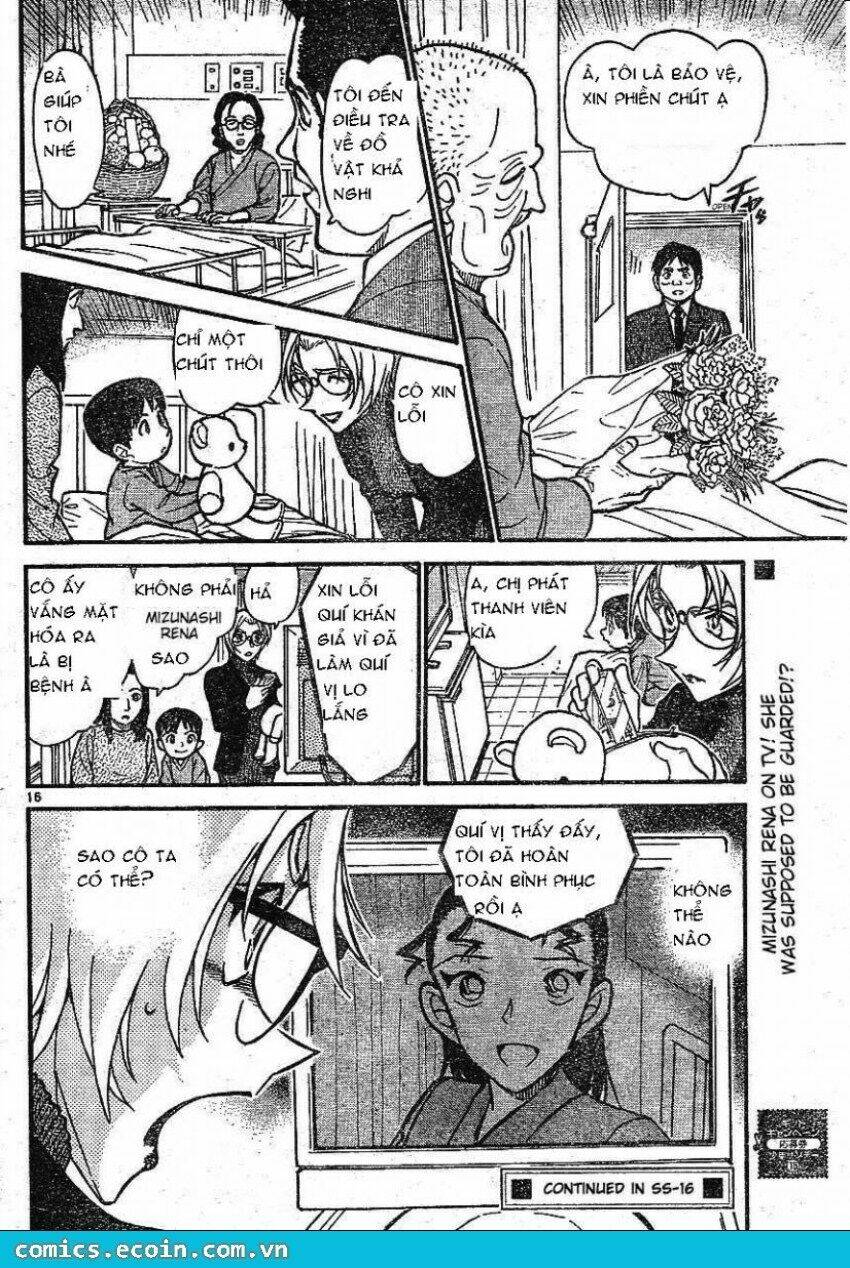 À, TÔI LÀ BẢO VỆ,
XIN PHIỀN CHÚT Ạ
OPEN
TÔI ĐẾN
ĐIỀU TRA
VỀ ĐỒ
VẬT KHẢ
NGHI
BÀ
GIÚP
TÔI
NHÉ
CHỈ MỘT
CHÚT THÔI
CÔ XIN
LỖI
A, CHỊ PHÁT
THANH VIÊN
KÌA
XIN LỖI
QUÍ KHÁN
GIẢ VÌ ĐÃ
LÀM QUÍ
VỊ LO
LẮNG
HẢ
KHÔNG PHẢI
MIZUNASHI
RENA
SAO
CÔ ẤY
VẮNG MẶT
HÓA RA
LÀ BỊ
BỆNH À
MIZUNASHI RENA ON TV! SHE
WAS SUPPOSED TO BE GUARDED!?
16
SAO CÔ TA
CÓ THỂ?
QUÍ VỊ THẤY ĐẤY,
TÔI ĐÃ HOÀN
TOÀN BÌNH PHỤC
RỒI Ạ
KHÔNG
THỂ
NÀO
応募券
CONTINUED IN SS-16
comics.ecoin.com.vn